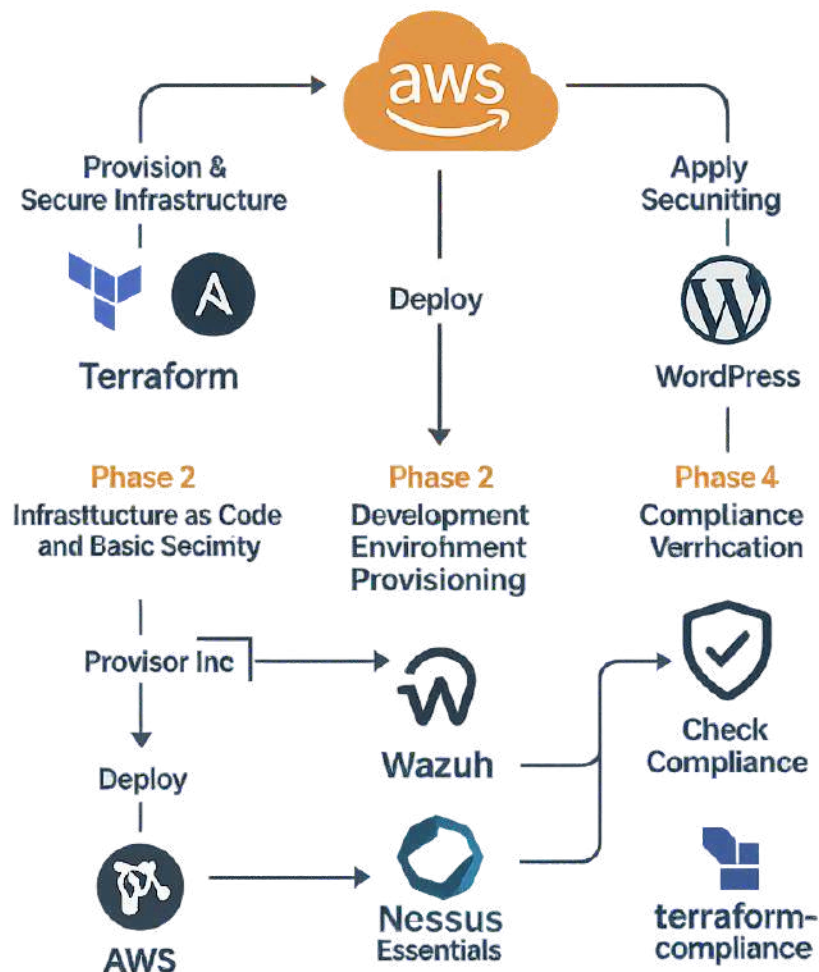 aws
Provision &
Secure Infrastructure
Terraform
Deploy
Apply
Secuniting
WordPress
Phase 2
Infrasttucture as Code
and Basic Secimty
Phase 2
Development
Envirohment
Provisioning
Phase 4
Compliance
Verrhcation
Provisor Inc
Deploy
AWS
Wazuh
Nessus
Essentials
Check
Compliance
terraform-
compliance